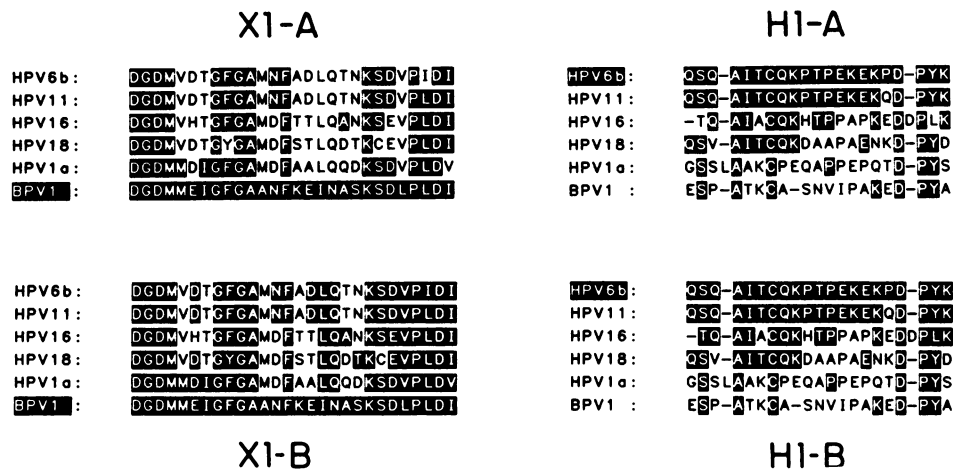 X1-A
HPV6b: DGDMVDTGFGAMNFADLQTNKSDVPIDI
HPV11: DGDMVDTGFGAMNFADLQTNKSDVPLDI
HPV16: DGDMVHTGFGAMDFTTLQANKSEVPLDI
HPV18: DGDMVDTGYGAMDFSTLQDTKCEVPLDI
HPV1a: DGDMMDIGFGAMDFAALQQDKSDVPLDV
BPV1 : DGDMMEIGFGAANFKEINASKSDLPLDI
H1-A
HPV6b: QSQ-AITCQKPTPEKEKPD-PYK
HPV11: QSQ-AITCQKPTPEKEKQD-PYK
HPV16: -TQ-AIACQKHTPPAPKEDDPLK
HPV18: QSV-AITCQKDAAPAENKD-PYD
HPV1a: GSSLAAKCPEQAPPEPQTD-PYS
BPV1 : ESP-ATKCA-SNVIPAKED-PYA
HPV6b: DGDMVDTGFGAMNFADLQTNKSDVPIDI
HPV11: DGDMVDTGFGAMNFADLQTNKSDVPLDI
HPV16: DGDMVHTGFGAMDFTTLQANKSEVPLDI
HPV18: DGDMVDTGYGAMDFSTLQDTKCEVPLDI
HPV1a: DGDMMDIGFGAMDFAALQQDKSDVPLDV
BPV1 : DGDMMEIGFGAANFKEINASKSDLPLDI
X1-B
HPV6b: QSQ-AITCQKPTPEKEKPD-PYK
HPV11: QSQ-AITCQKPTPEKEKQD-PYK
HPV16: -TQ-AIACQKHTPPAPKEDDPLK
HPV18: QSV-AITCQKDAAPAENKD-PYD
HPV1a: GSSLAAKCPEQAPPEPQTD-PYS
BPV1 : ESP-ATKCA-SNVIPAKED-PYA
H1-B